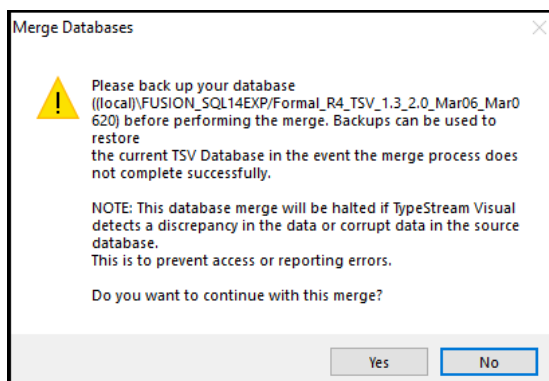 Merge Databases
Please back up your database
((local)\FUSION_SQL14EXP/Formal_R4_TSV_1.3_2.0_Mar06_Mar0
620) before performing the merge. Backups can be used to
restore
the current TSV Database in the event the merge process does
not complete successfully.
NOTE: This database merge will be halted if TypeStream Visual
detects a discrepancy in the data or corrupt data in the source
database.
This is to prevent access or reporting errors.
Do you want to continue with this merge?
Yes
No